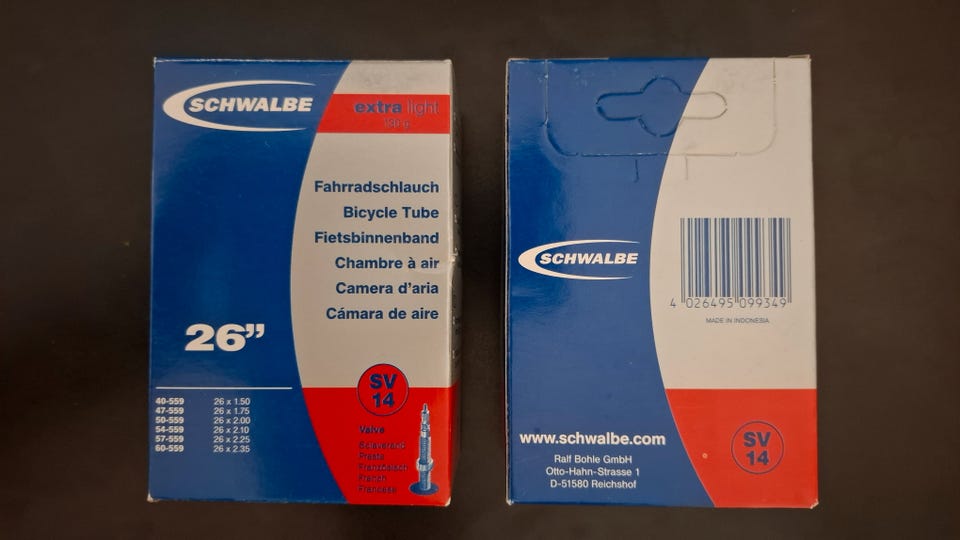 SCHWALBE
extra light
130 g
Fahrradschlauch
Bicycle Tube
Fietsbinnenband
Chambre à air
Camera d'aria
Cámara de aire
26”
40-559 26 x 1.50
47-559 26 x 1.75
50-559 26 x 2.00
54-559 26 x 2.10
57-559 26 x 2.25
60-559 26 x 2.35
SV
14
Valve
Sclaverand
Presta
Französisch
French
Francese
SCHWALBE
4 026495 099349
MADE IN INDONESIA
www.schwalbe.com
Ralf Bohle GmbH
Otto-Hahn-Strasse 1
D-51580 Reichshof
SV
14